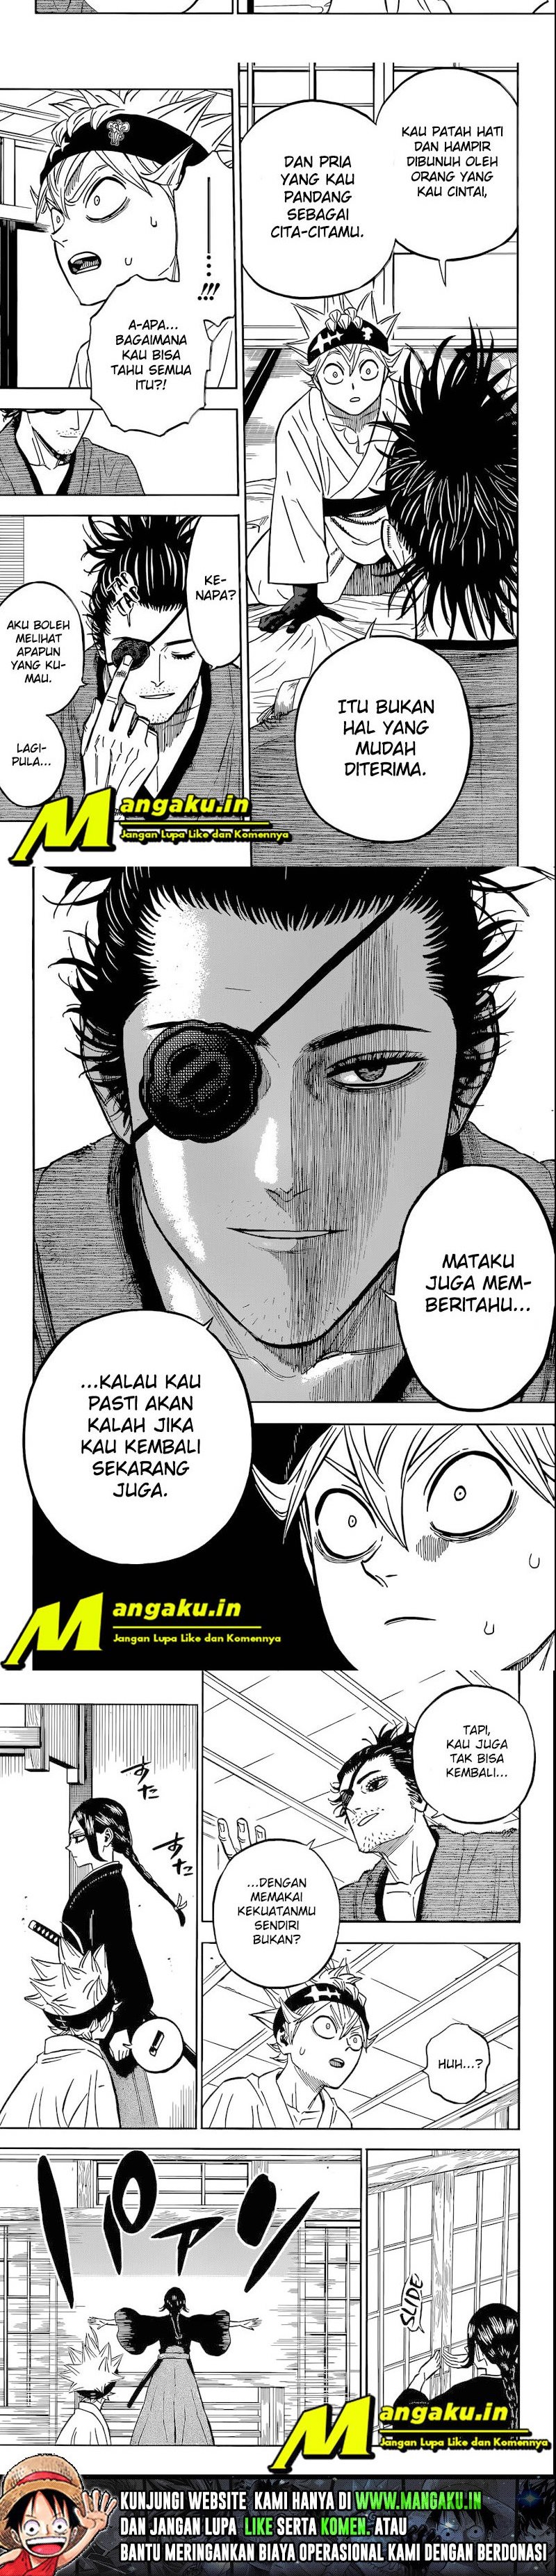 KAU PATAH HATI
DAN HAMPIR
DIBUNUH OLEH
ORANG YANG
KAU CINTAI,
DAN PRIA
YANG KAU
PANDANG
SEBAGAI
CITA-CITAMU.
!!!
A-APA...
BAGAIMANA
KAU BISA
TAHU SEMUA
ITU?!
ITU BUKAN
HAL YANG
MUDAH
DITERIMA.
KE-
NAPA?
TAP
TAP
AKU BOLEH
MELIHAT
APAPUN
YANG KU-
MAU.
LAGI-
PULA...
Mangaku.in
Jangan Lupa Like dan Komennya
MATAKU
JUGA MEM-
BERITAHU...
...KALAU KAU
PASTI AKAN
KALAH JIKA
KAU KEMBALI
SEKARANG
JUGA.
Mangaku.in
Jangan Lupa Like dan Komennya
TAPI,
KAU JUGA
TAK BISA
KEMBALI...
...DENGAN
MEMAKAI
KEKUATANMU
SENDIRI
BUKAN?
HUH...?
すた
すた
!
SLIDE
パアン
Mangaku.in
Jangan Lupa Like dan Komennya
KUNJUNGI WEBSITE KAMI HANYA DI WWW.MANGAKU.IN
DAN JANGAN LUPA LIKE SERTA KOMEN. ATAU
BANTU MERINGANKAN BIAYA OPERASIONAL KAMI DENGAN BERDONASI